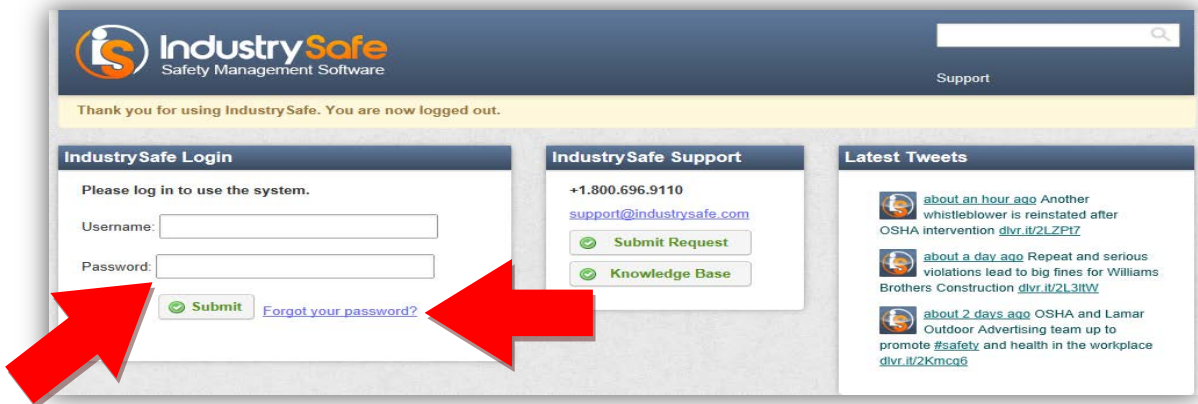 iS IndustrySafe
Safety Management Software
Support
Thank you for using IndustrySafe. You are now logged out.
IndustrySafe Login
Please log in to use the system.
Username:
Password:
Submit Forgot your password?
IndustrySafe Support
+1.800.696.9110
support@industrysafe.com
Submit Request
Knowledge Base
Latest Tweets
about an hour ago Another
whistleblower is reinstated after
OSHA intervention dlvr.it/2LZPt7
about a day ago Repeat and serious
violations lead to big fines for Williams
Brothers Construction dlvr.it/2L3ltW
about 2 days ago OSHA and Lamar
Outdoor Advertising team up to
promote #safety and health in the workplace
dlvr.it/2Kmcq6